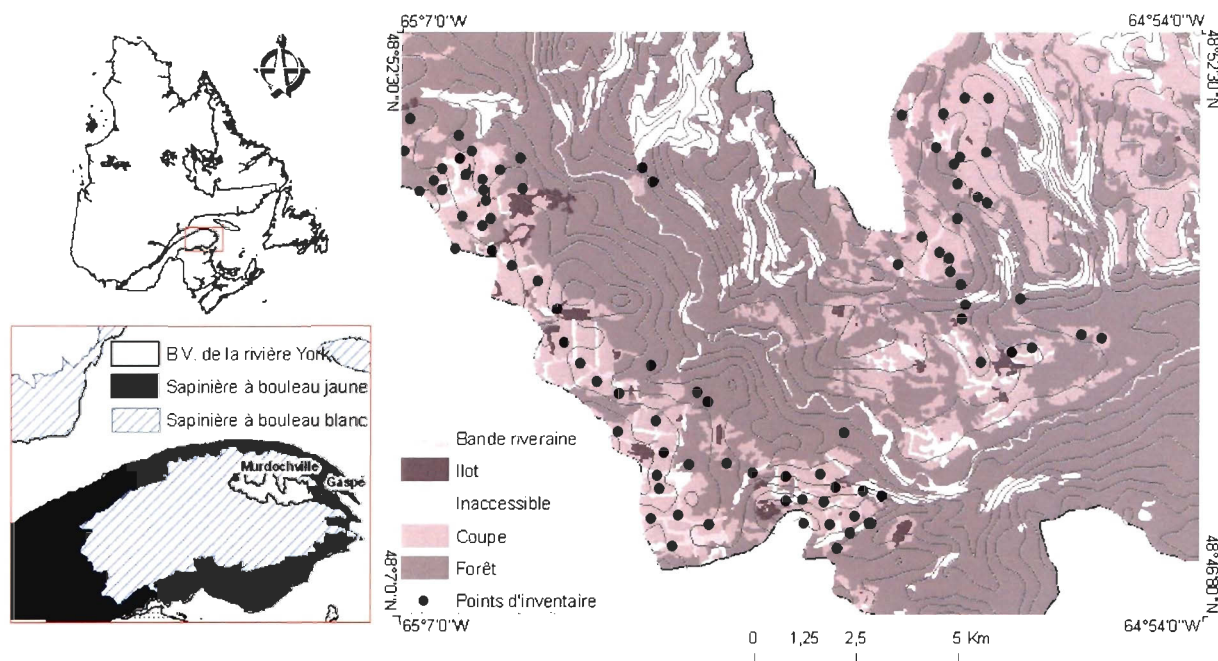 65°7'0"W
64°54'0"W
48°52'30"N
48°52'30"N
B.V. de la rivière York
Sapinière à bouleau jaune
Sapinière à bouleau blanc
Murdochville
Gaspé
Bande riveraine
Ilot
Inaccessible
Coupe
Forêt
Points d'inventaire
48°7'0"N
48°46'80"N
65°7'0"W
64°54'0"W
0 1,25 2,5 5 Km